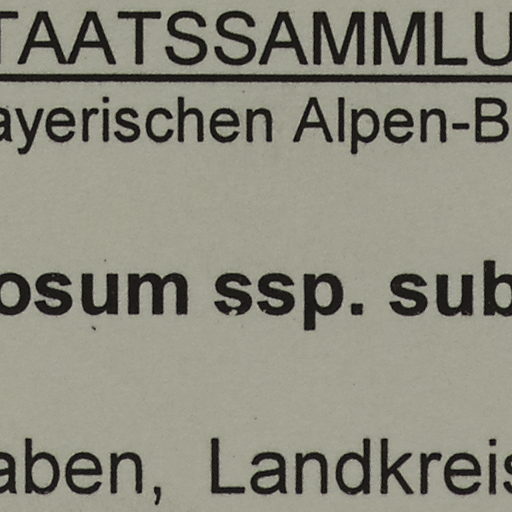 TAATSSAMMLU
ayerischen Alpen-B
osum ssp. sub
aben, Landkreis